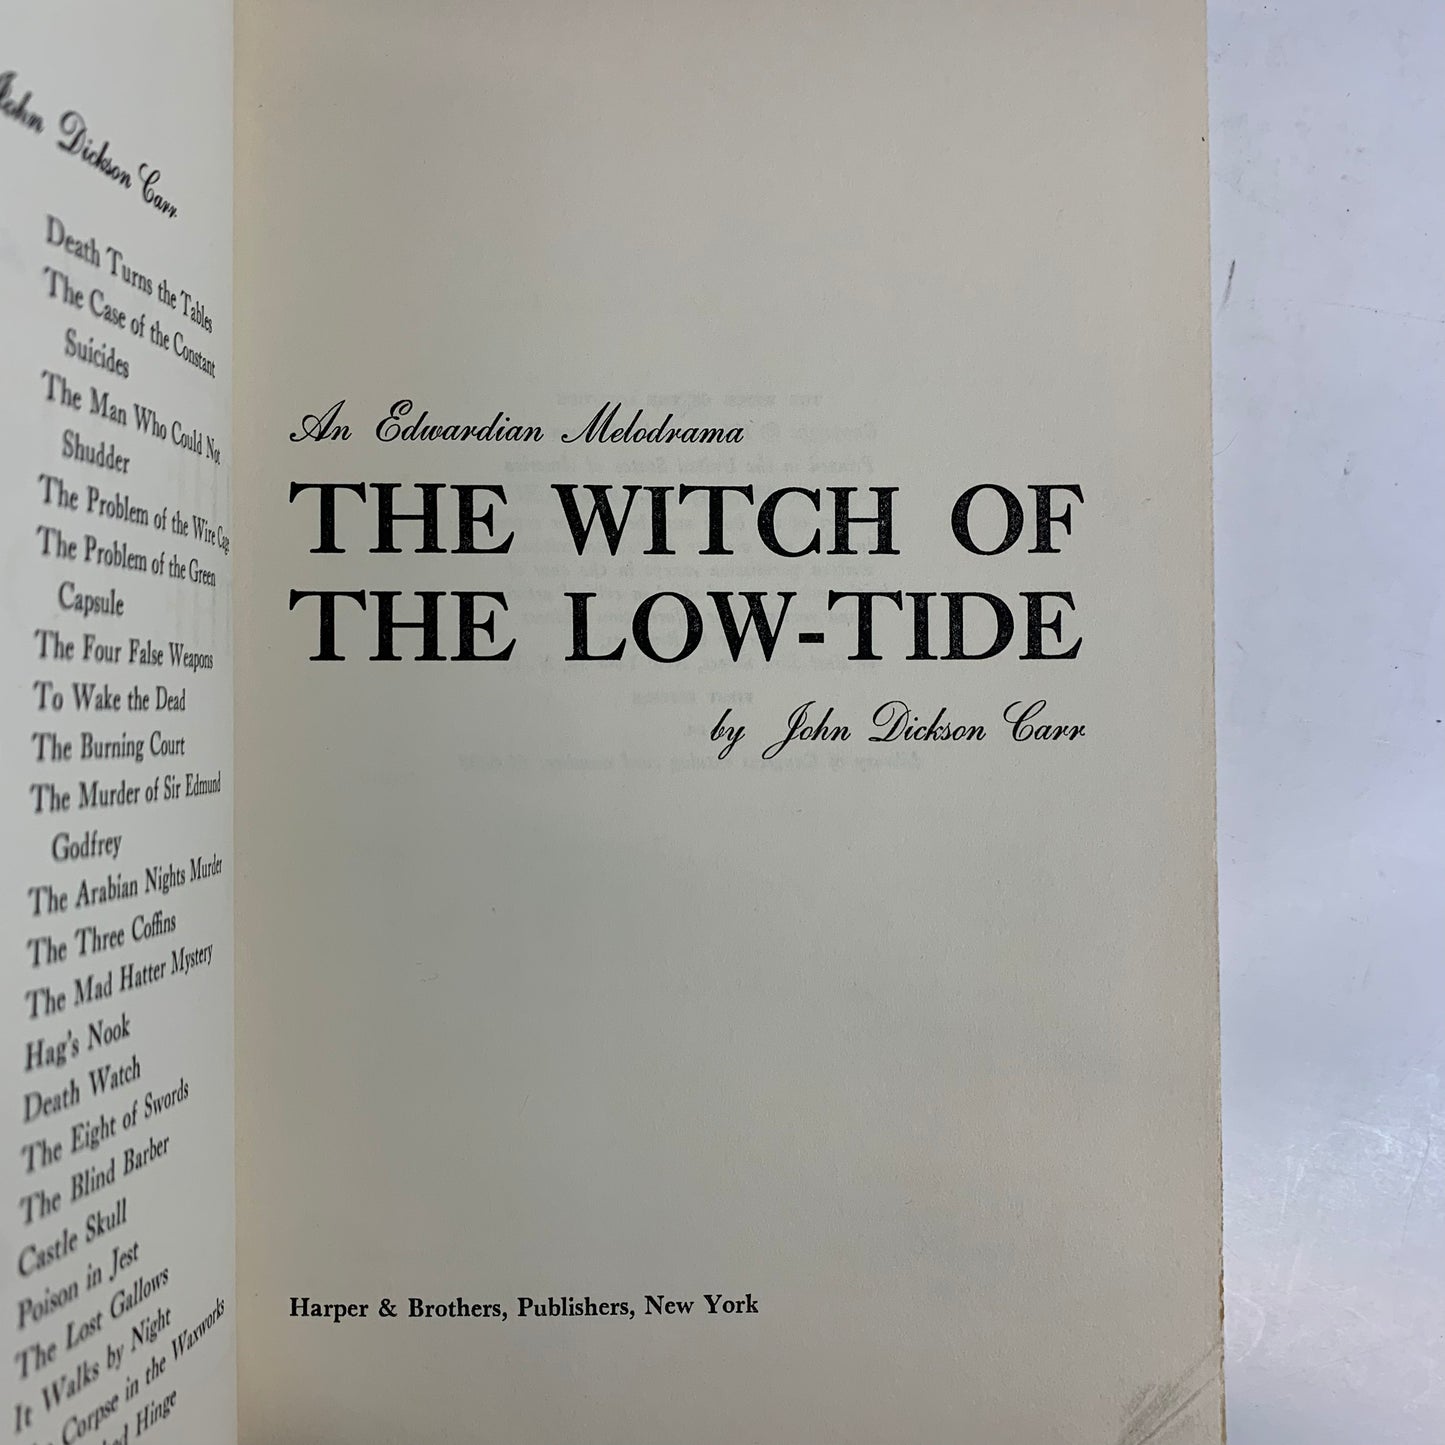 John Dickson Carr
Death Turns the Tables
The Case of the Constant
Suicides
The Man Who Could Not
Shudder
The Problem of the Wire Cage
The Problem of the Green
Capsule
The Four False Weapons
To Wake the Dead
The Burning Court
The Murder of Sir Edmund
Godfrey
The Arabian Nights Murder
The Three Coffins
The Mad Hatter Mystery
Hag's Nook
Death Watch
The Eight of Swords
The Blind Barber
Castle Skull
Poison in Jest
The Lost Gallows
It Walks by Night
Corpse in the Waxworks
Hinge
An Edwardian Melodrama
THE WITCH OF
THE LOW-TIDE
by John Dickson Carr
Harper & Brothers, Publishers, New York